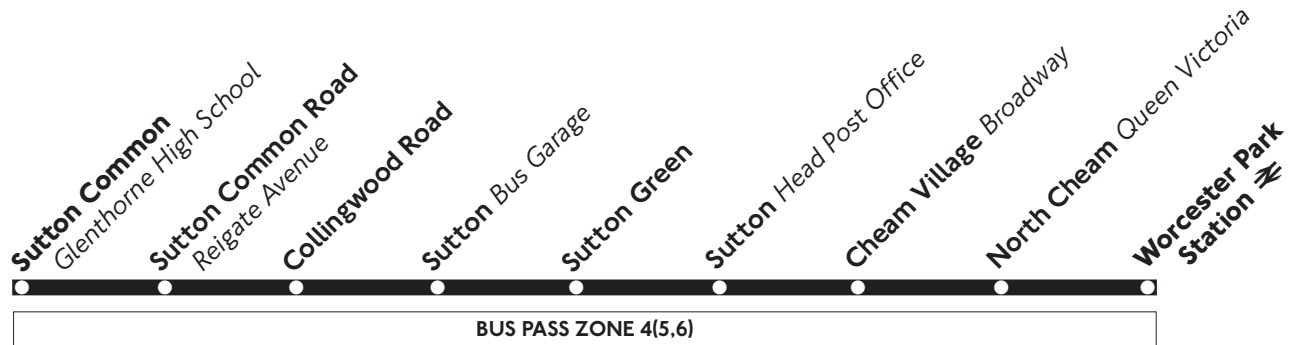 Sutton Common
Glenthorne High School
Sutton Common Road
Reigate Avenue
Collingwood Road
Sutton Bus Garage
Sutton Green
Sutton Head Post Office
Cheam Village Broadway
North Cheam Queen Victoria
Worcester Park
Station
BUS PASS ZONE 4(5,6)